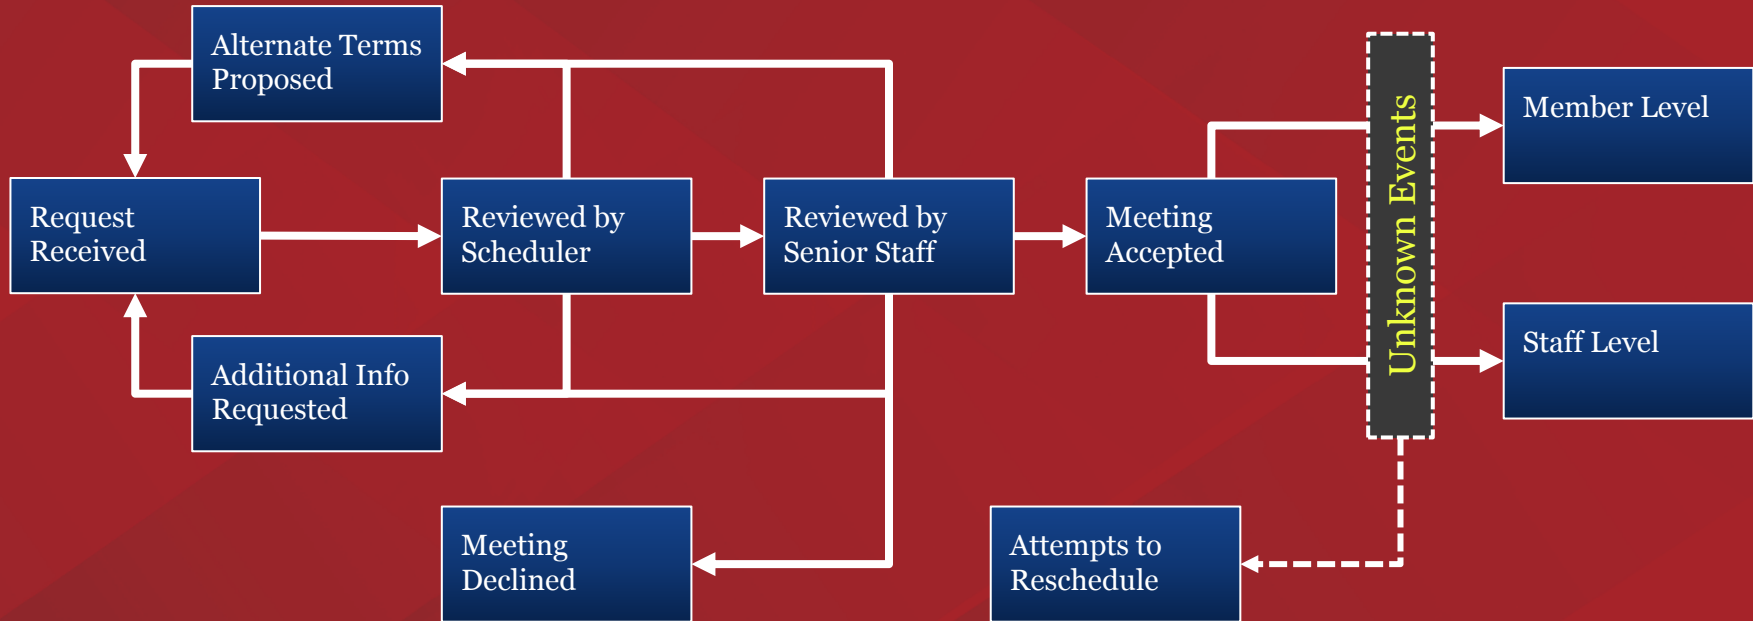 Alternate Terms
Proposed
Member Level
Unknown Events
Request
Received
Reviewed by
Scheduler
Reviewed by
Senior Staff
Meeting
Accepted
Staff Level
Additional Info
Requested
Meeting
Declined
Attempts to
Reschedule